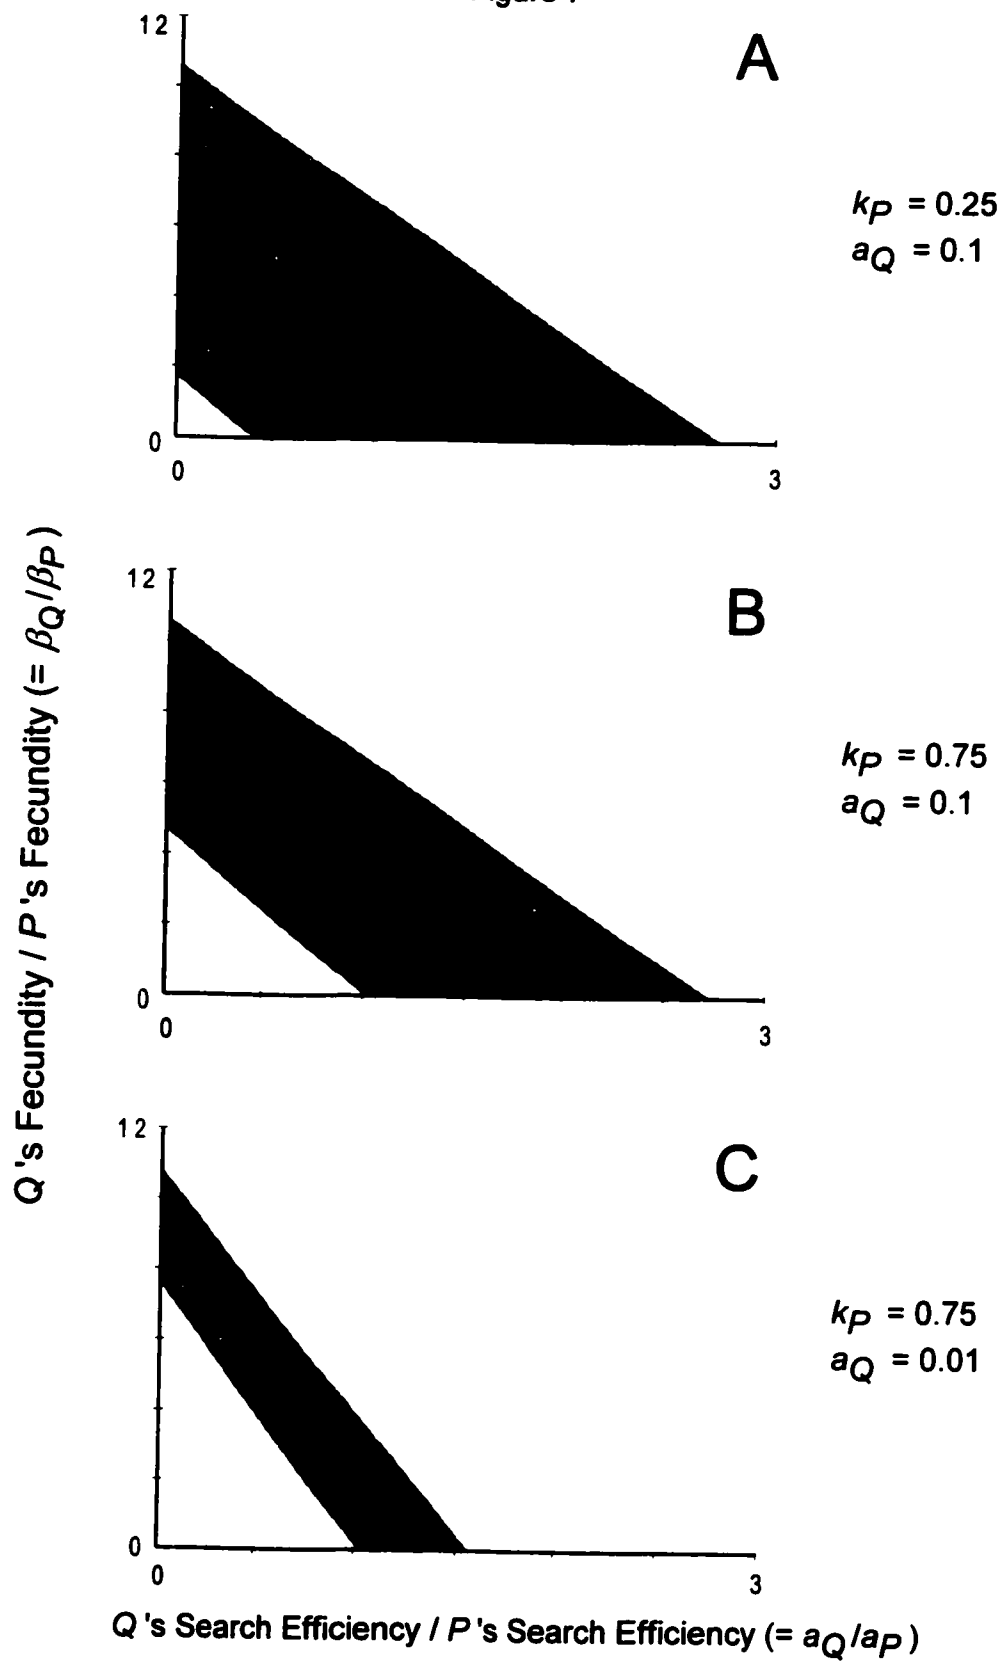 12
A
kP = 0.25
aQ = 0.1
0
0
3
Q's Fecundity / P's Fecundity (= βQ/βP)
12
B
kP = 0.75
aQ = 0.1
0
0
3
12
C
kP = 0.75
aQ = 0.01
0
0
3
Q's Search Efficiency / P's Search Efficiency (= aQ/aP)